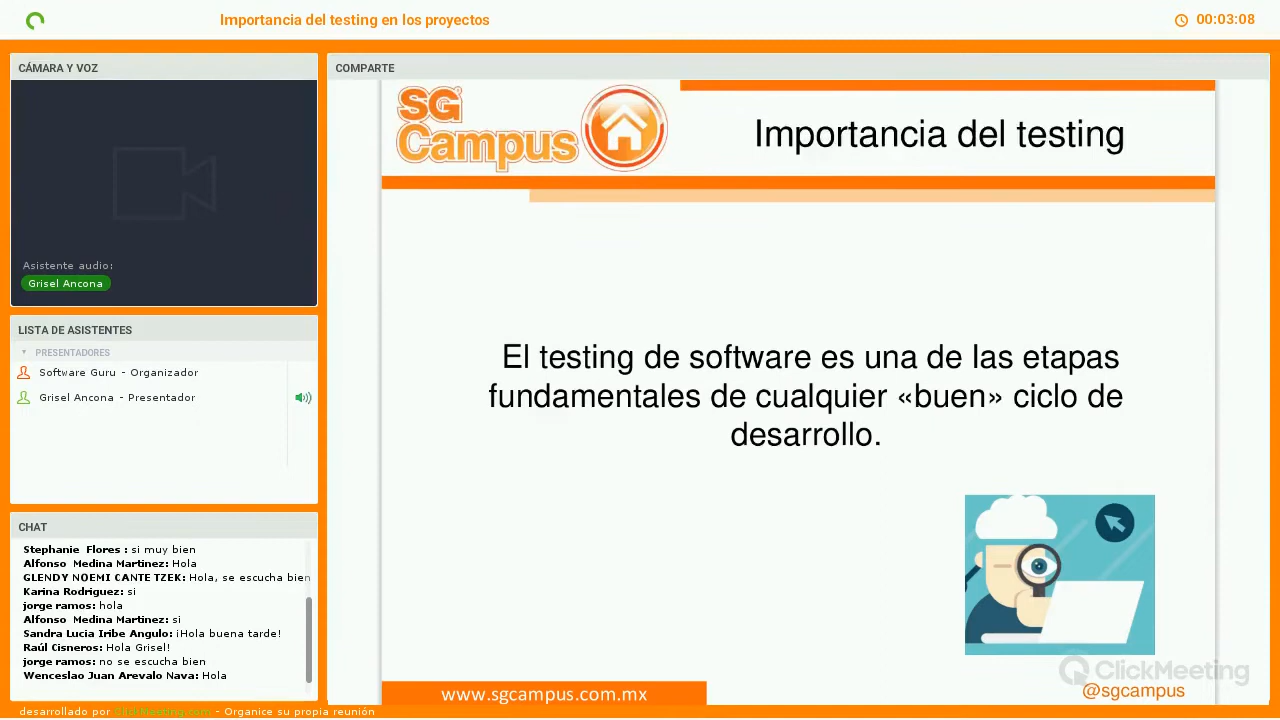 Importancia del testing en los proyectos
00:03:08
CÁMARA Y VOZ
Asistente audio:
Grisel Ancona
LISTA DE ASISTENTES
PRESENTADORES
Software Guru - Organizador
Grisel Ancona - Presentador
CHAT
Stephanie Flores : si muy bien
Alfonso Medina Martinez: Hola
GLENDY NOEMI CANTE TZEK: Hola, se escucha bien
Karina Rodriguez: si
jorge ramos: hola
Alfonso Medina Martinez: si
Sandra Lucia Iribe Angulo: ¡Hola buena tarde!
Raúl Cisneros: Hola Grisel!
jorge ramos: no se escucha bien
Wenceslao Juan Arevalo Nava: Hola
COMPARTE
SG
Campus
Importancia del testing
El testing de software es una de las etapas
fundamentales de cualquier «buen» ciclo de
desarrollo.
ClickMeeting
www.sgcampus.com.mx
@sgcampus
desarrollado por ClickMeeting.com - Organice su propia reunión